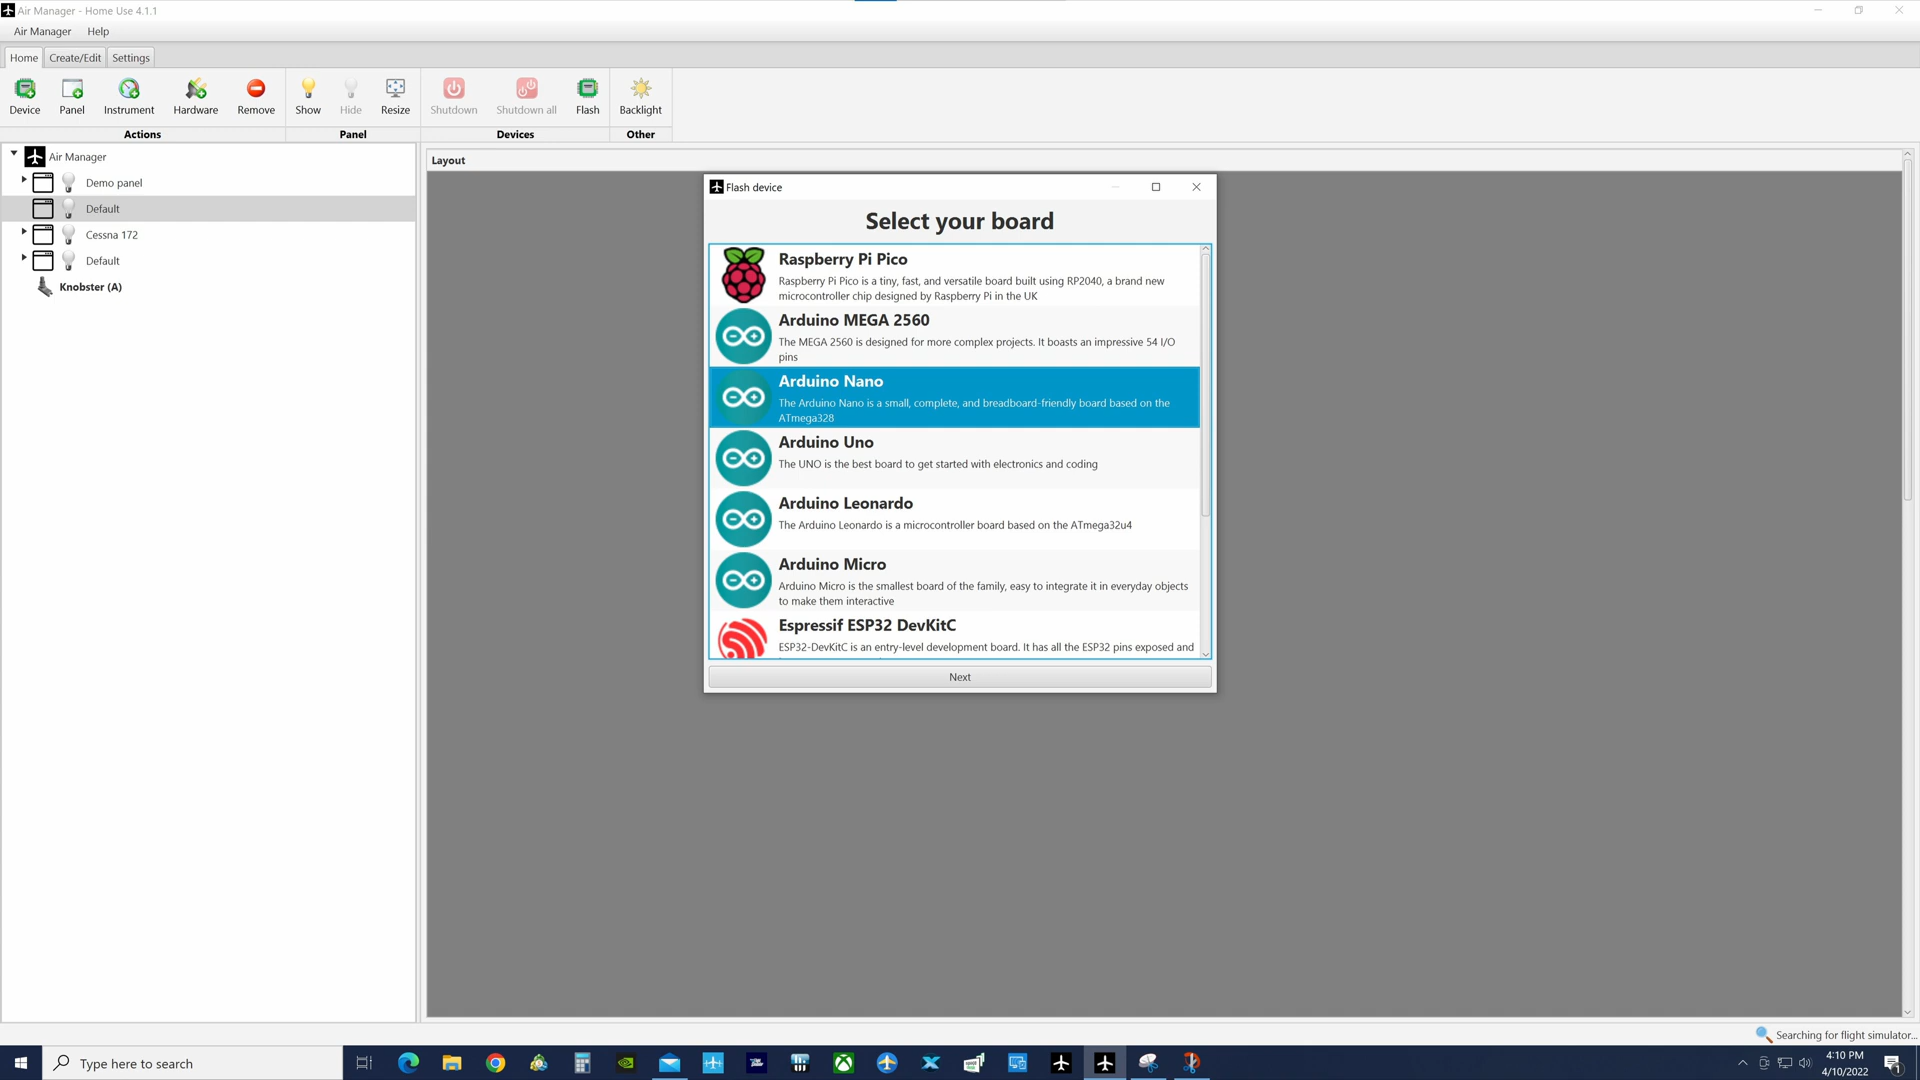 Air Manager - Home Use 4.1.1
Air Manager Help
Home Create/Edit Settings
Device Panel Instrument Hardware Remove Show Hide Resize Shutdown Shutdown all Flash Backlight
Actions Panel Devices Other
Air Manager
Demo panel
Default
Cessna 172
Default
Knobster (A)
Layout
Flash device
Select your board
Raspberry Pi Pico
Raspberry Pi Pico is a tiny, fast, and versatile board built using RP2040, a brand new
microcontroller chip designed by Raspberry Pi in the UK
Arduino MEGA 2560
The MEGA 2560 is designed for more complex projects. It boasts an impressive 54 I/O
pins
Arduino Nano
The Arduino Nano is a small, complete, and breadboard-friendly board based on the
ATmega328
Arduino Uno
The UNO is the best board to get started with electronics and coding
Arduino Leonardo
The Arduino Leonardo is a microcontroller board based on the ATmega32u4
Arduino Micro
Arduino Micro is the smallest board of the family, easy to integrate it in everyday objects
to make them interactive
Espressif ESP32 DevKitC
ESP32-DevKitC is an entry-level development board. It has all the ESP32 pins exposed and
Next
Searching for flight simulator...
Type here to search
4:10 PM
4/10/2022
1